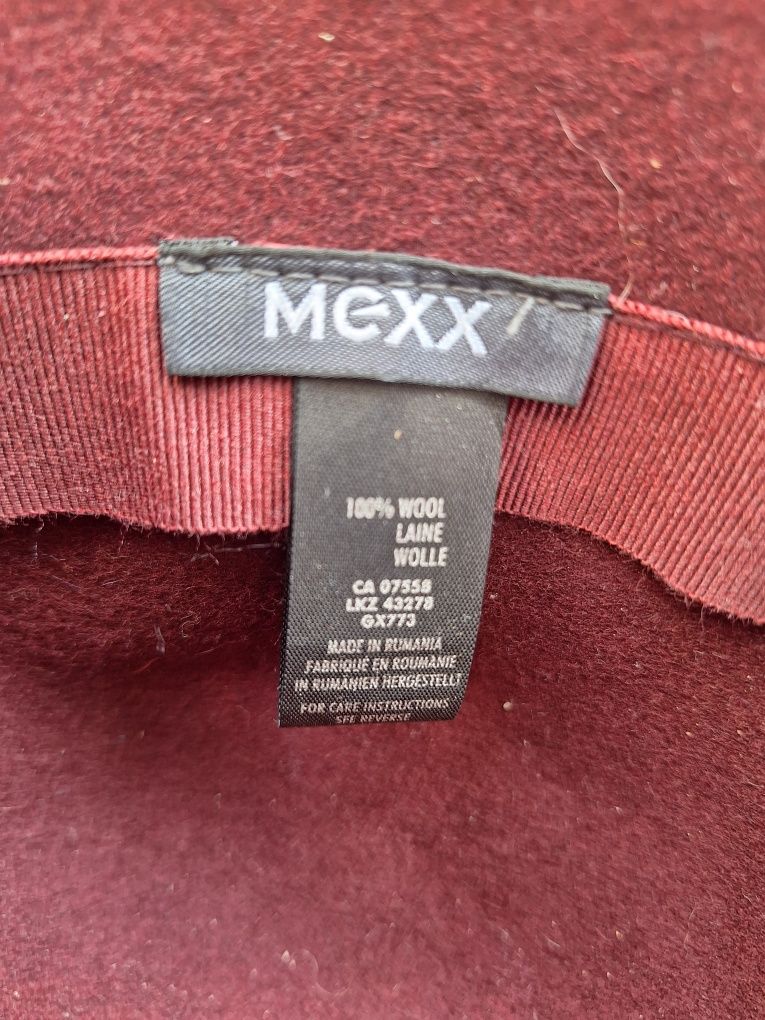 MEXX
100% WOOL
LAINE
WOLLE
CA 07558
LKZ 43278
GX773
MADE IN RUMANIA
FABRIQUÉ EN ROUMANIE
IN RUMANIEN HERGESTELLT
FOR CARE INSTRUCTIONS
SEE REVERSE